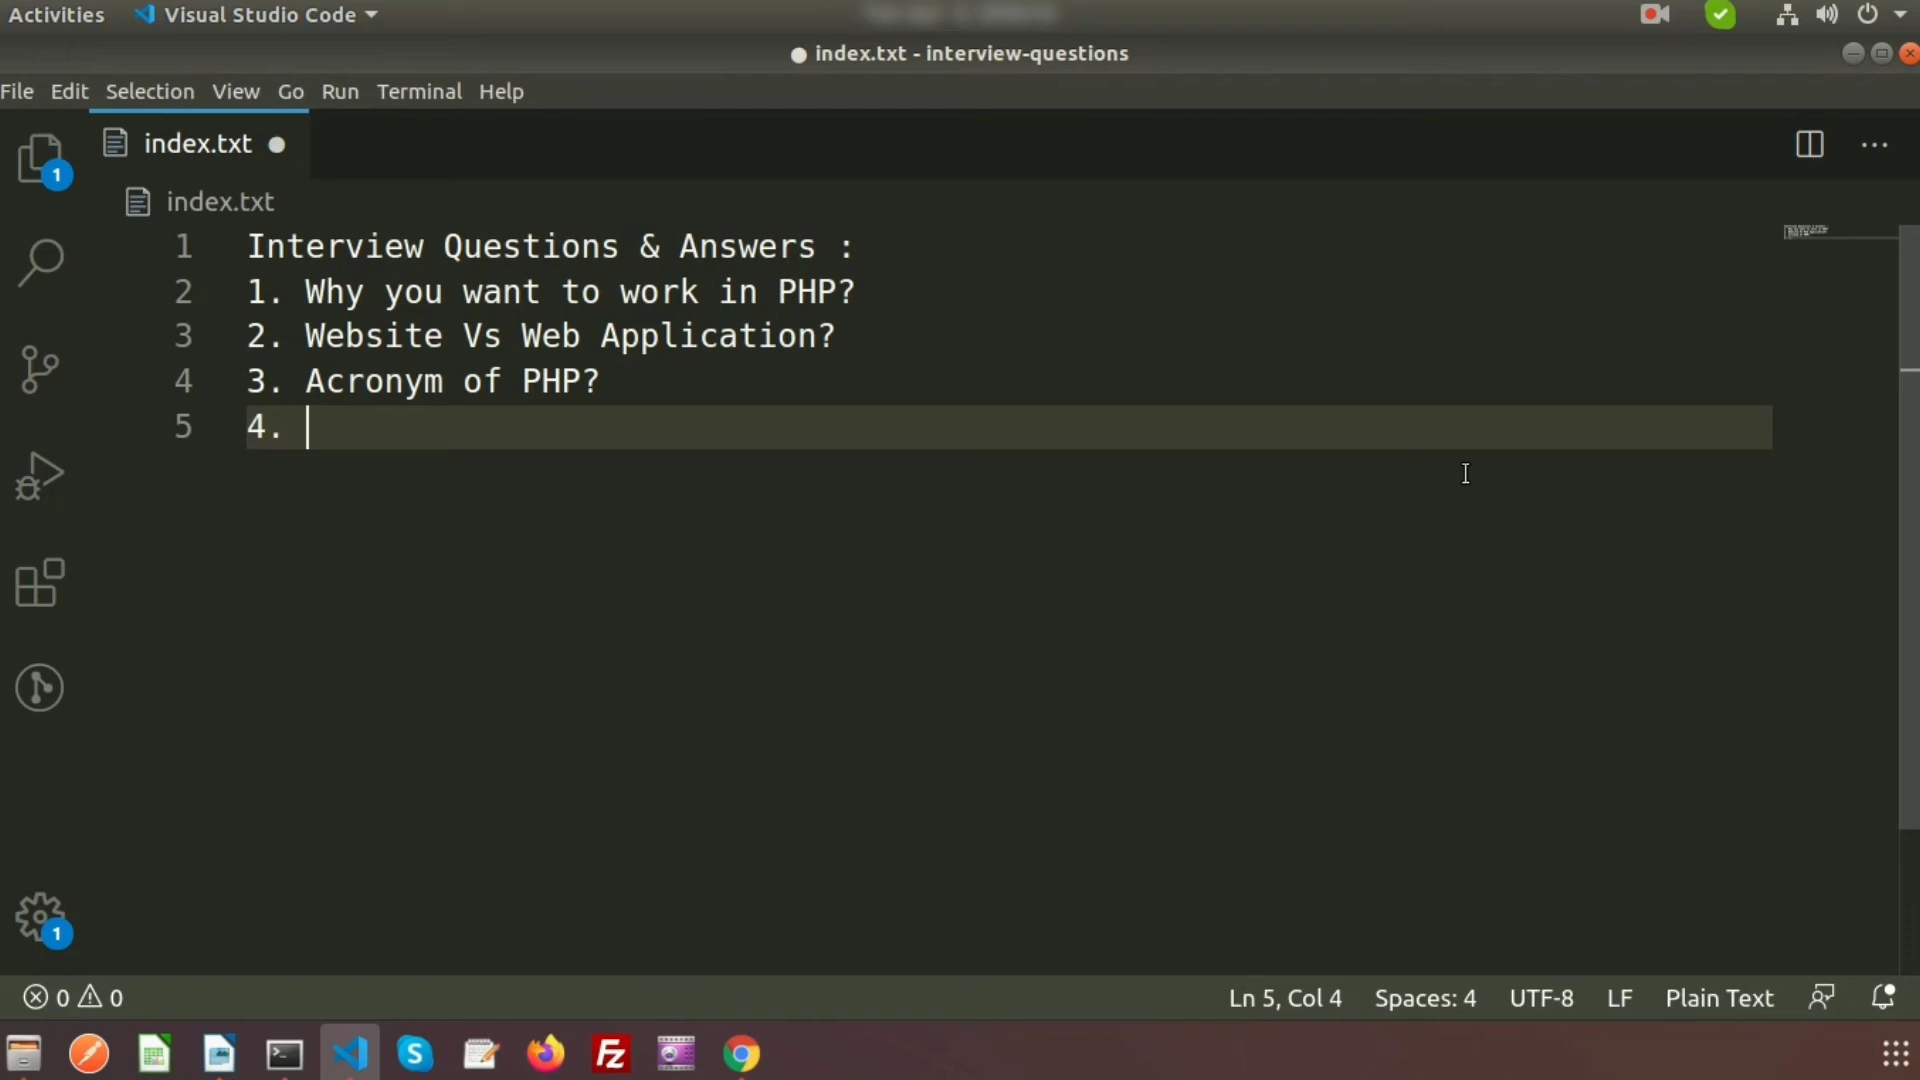 Activities Visual Studio Code
● index.txt - interview-questions
File Edit Selection View Go Run Terminal Help
index.txt ●
1
index.txt
1 Interview Questions & Answers :
2 1. Why you want to work in PHP?
3 2. Website Vs Web Application?
4 3. Acronym of PHP?
5 4.
1
0 0 Ln 5, Col 4 Spaces: 4 UTF-8 LF Plain Text
S Fz